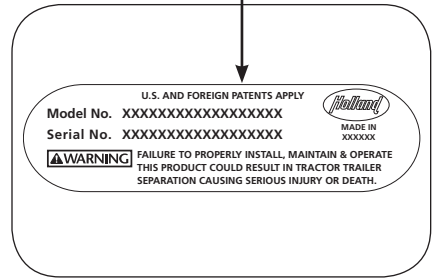 U.S. AND FOREIGN PATENTS APPLY
Holland
Model No. XXXXXXXXXXXXXXXXXX
Serial No. XXXXXXXXXXXXXXXXXX
MADE IN
XXXXXX
WARNING
FAILURE TO PROPERLY INSTALL, MAINTAIN & OPERATE
THIS PRODUCT COULD RESULT IN TRACTOR TRAILER
SEPARATION CAUSING SERIOUS INJURY OR DEATH.